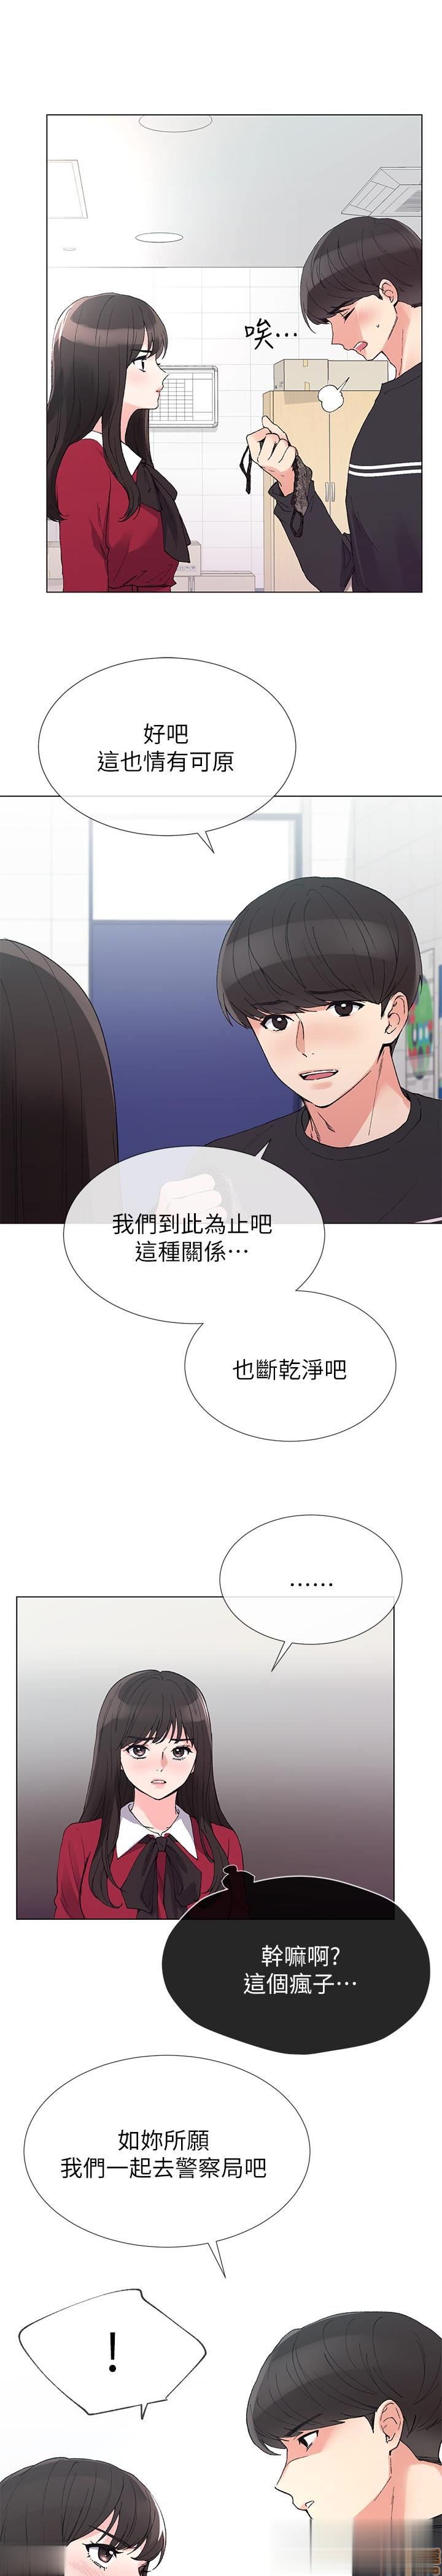 唉…
好吧
這也情有可原
我們到此為止吧
這種關係…
也斷乾淨吧
……
幹嘛啊?
這個瘋子…
如妳所願
我們一起去警察局吧
!